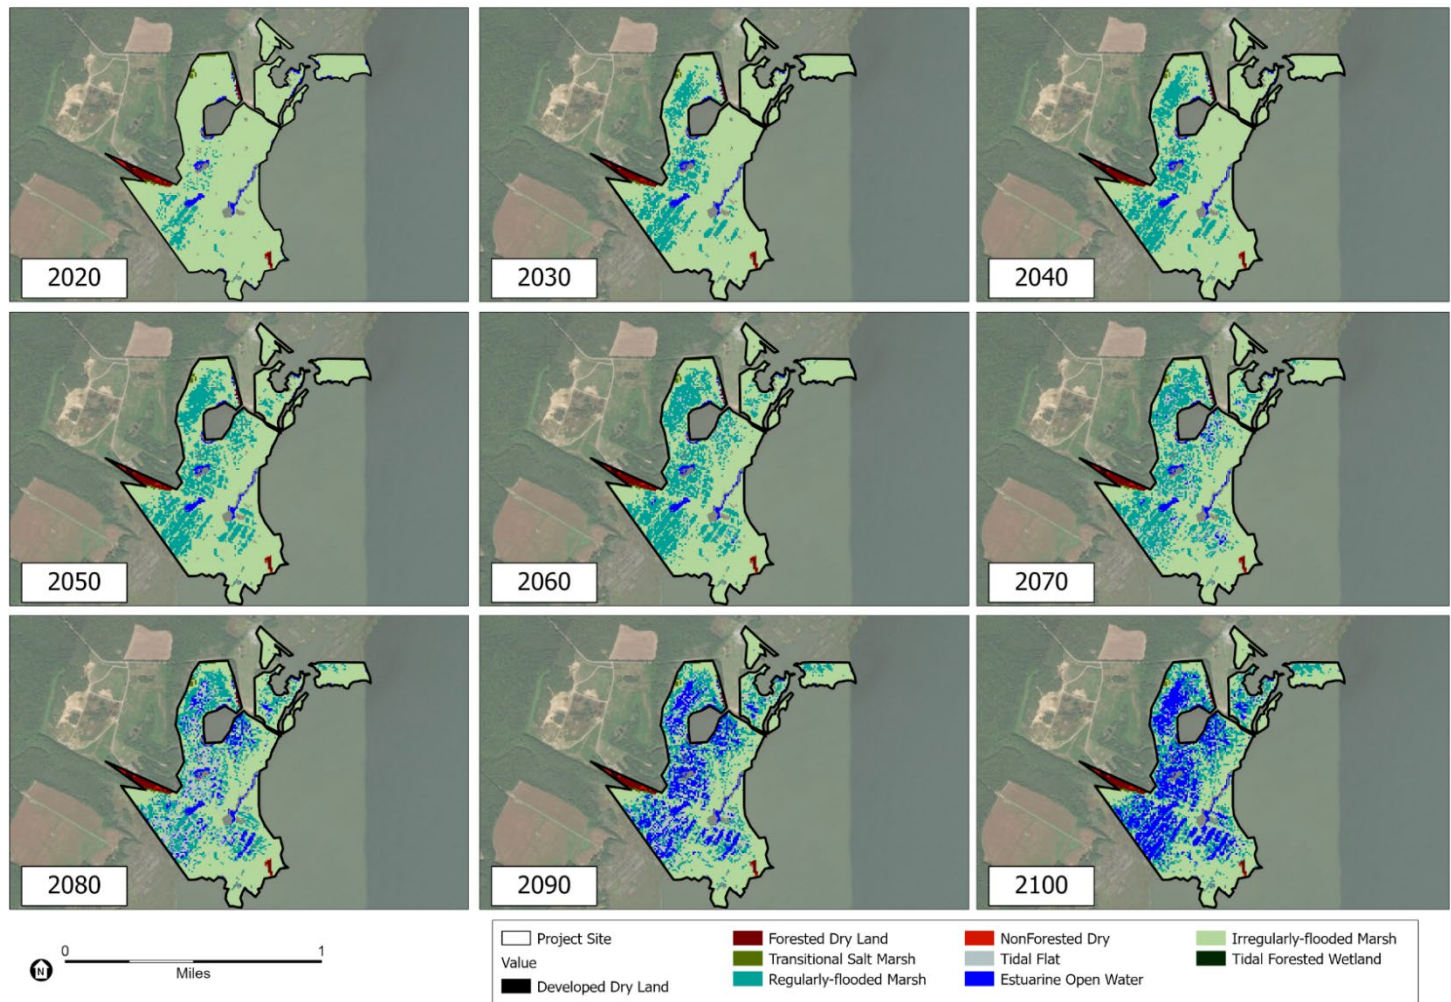 2020
2030
2040
2050
2060
2070
2080
2090
2100
0
1
Miles
N
Project Site
Value
Developed Dry Land
Forested Dry Land
Transitional Salt Marsh
Regularly-flooded Marsh
NonForested Dry
Tidal Flat
Estuarine Open Water
Irregularly-flooded Marsh
Tidal Forested Wetland